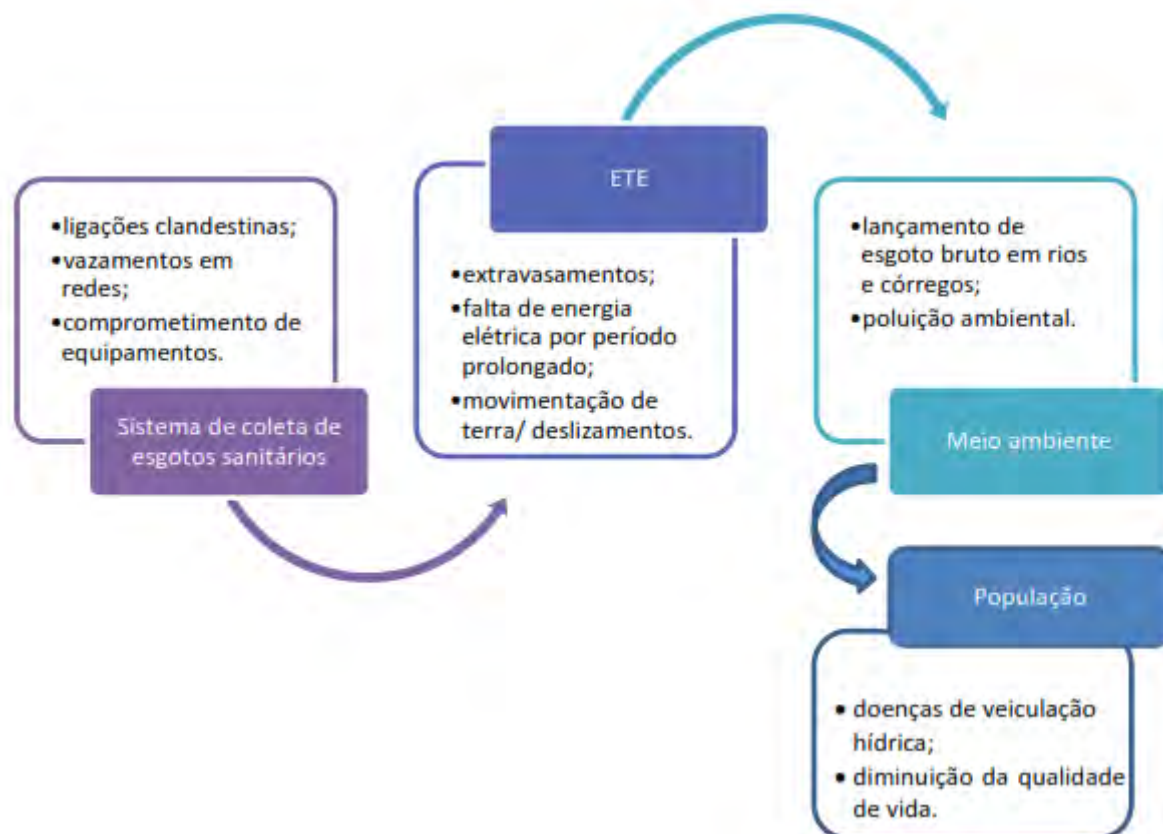 •ligações clandestinas;
•vazamentos em
redes;
•comprometimento de
equipamentos.
Sistema de coleta de
esgotos sanitários
ETE
•extravasamentos;
•falta de energia
elétrica por período
prolongado;
•movimentação de
terra/ deslizamentos.
•lançamento de
esgoto bruto em rios
e córregos;
•poluição ambiental.
Meio ambiente
População
• doenças de veiculação
hídrica;
• diminuição da qualidade
de vida.